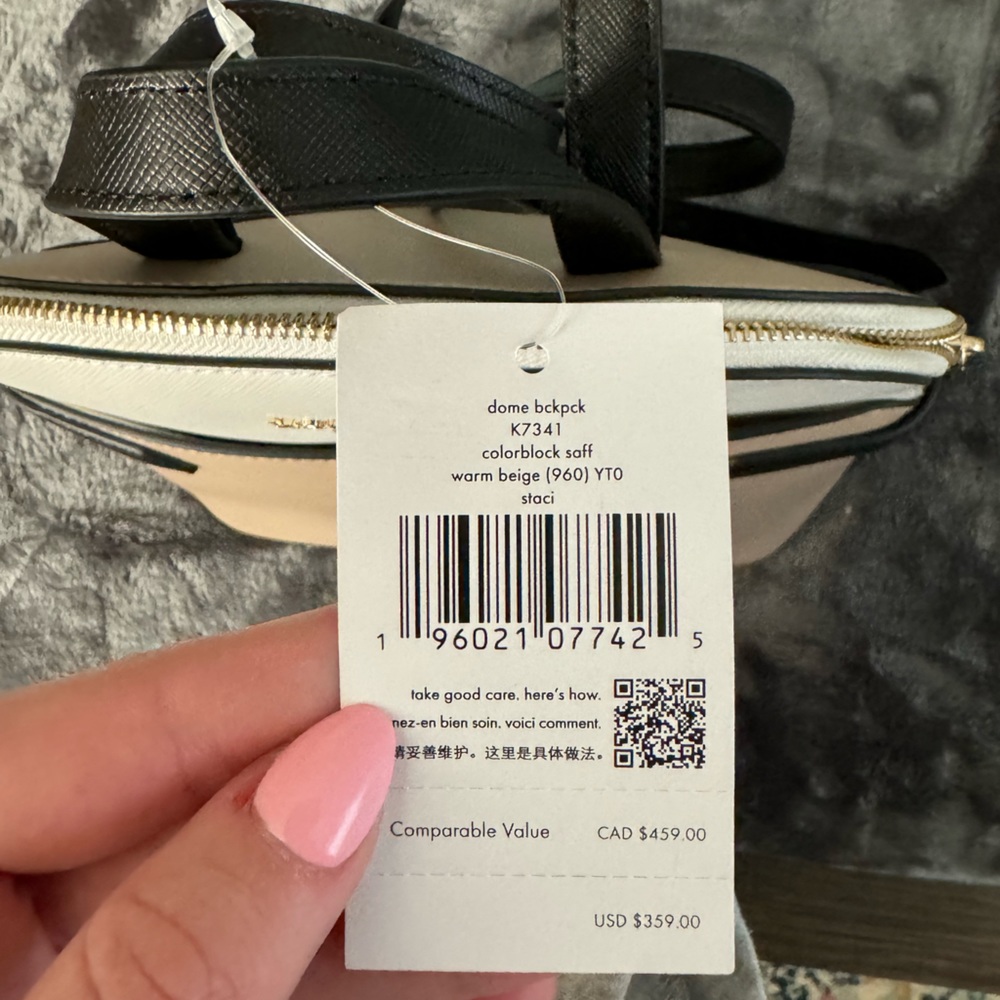 dome bckpck
K7341
colorblock saff
warm beige (960) YT0
staci
1 96021 07742 5
take good care. here's how.
nez-en bien soin. voici comment.
请妥善维护。这里是具体做法。
Comparable Value CAD $459.00
USD $359.00